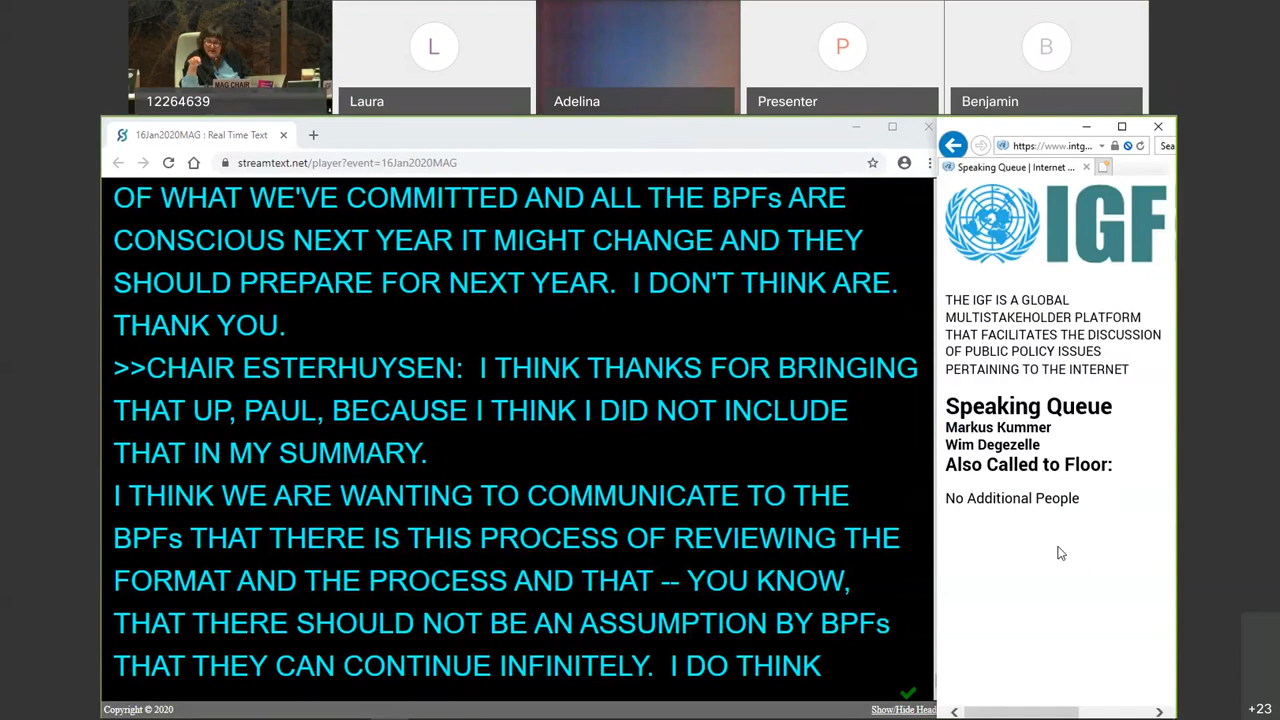 L
P
B
MAG CHAIR
12264639
Laura
Adelina
Presenter
Benjamin
16Jan2020MAG : Real Time Text
streamtext.net/player?event=16Jan2020MAG
OF WHAT WE'VE COMMITTED AND ALL THE BPFs ARE
CONSCIOUS NEXT YEAR IT MIGHT CHANGE AND THEY
SHOULD PREPARE FOR NEXT YEAR.  I DON'T THINK ARE.
THANK YOU.
>>CHAIR ESTERHUYSEN:  I THINK THANKS FOR BRINGING
THAT UP, PAUL, BECAUSE I THINK I DID NOT INCLUDE
THAT IN MY SUMMARY.
I THINK WE ARE WANTING TO COMMUNICATE TO THE
BPFs THAT THERE IS THIS PROCESS OF REVIEWING THE
FORMAT AND THE PROCESS AND THAT -- YOU KNOW,
THAT THERE SHOULD NOT BE AN ASSUMPTION BY BPFs
THAT THEY CAN CONTINUE INFINITELY.  I DO THINK
Copyright © 2020
Show/Hide Head
https://www.intg...
Sea
Speaking Queue | Internet ...
IGF
THE IGF IS A GLOBAL
MULTISTAKEHOLDER PLATFORM
THAT FACILITATES THE DISCUSSION
OF PUBLIC POLICY ISSUES
PERTAINING TO THE INTERNET
Speaking Queue
Markus Kummer
Wim Degezelle
Also Called to Floor:
No Additional People
+23